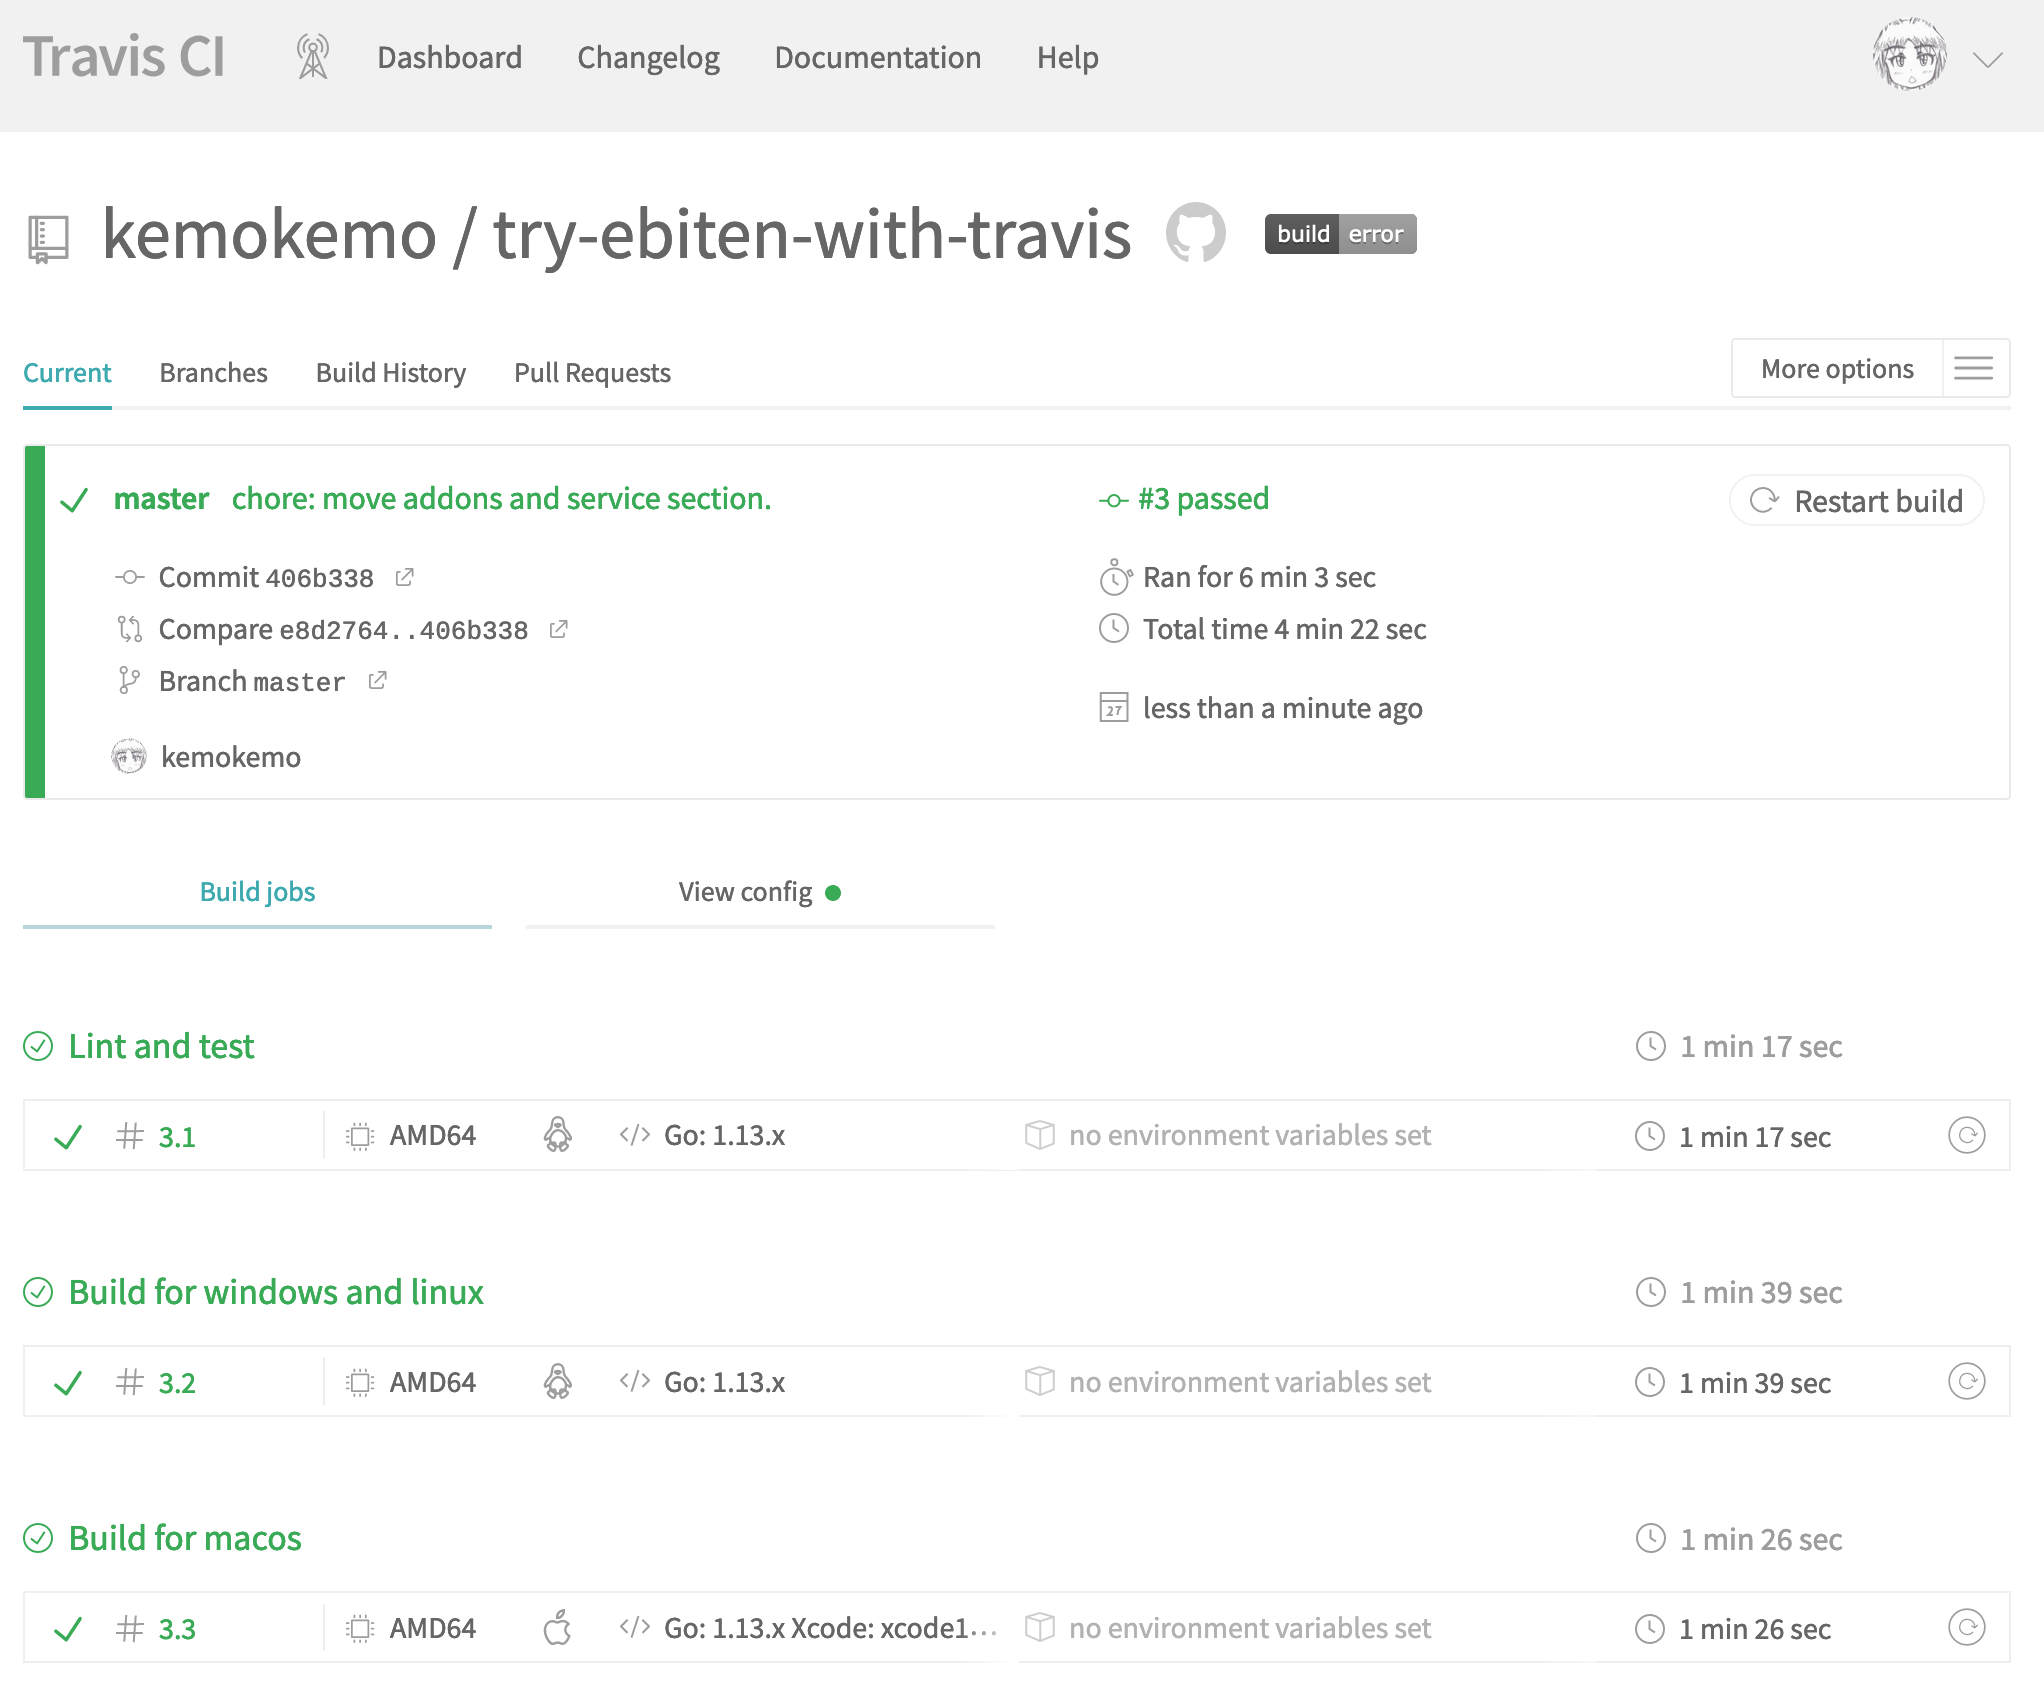 Travis CI Dashboard Changelog Documentation Help
kemokemo / try-ebiten-with-travis build error
Current Branches Build History Pull Requests More options
master chore: move addons and service section. #3 passed Restart build
Commit 406b338 Ran for 6 min 3 sec
Compare e8d2764..406b338 Total time 4 min 22 sec
Branch master
27 less than a minute ago
kemokemo
Build jobs View config
Lint and test 1 min 17 sec
# 3.1 AMD64 </> Go: 1.13.x no environment variables set 1 min 17 sec
Build for windows and linux 1 min 39 sec
# 3.2 AMD64 </> Go: 1.13.x no environment variables set 1 min 39 sec
Build for macos 1 min 26 sec
# 3.3 AMD64 </> Go: 1.13.x Xcode: xcode1... no environment variables set 1 min 26 sec